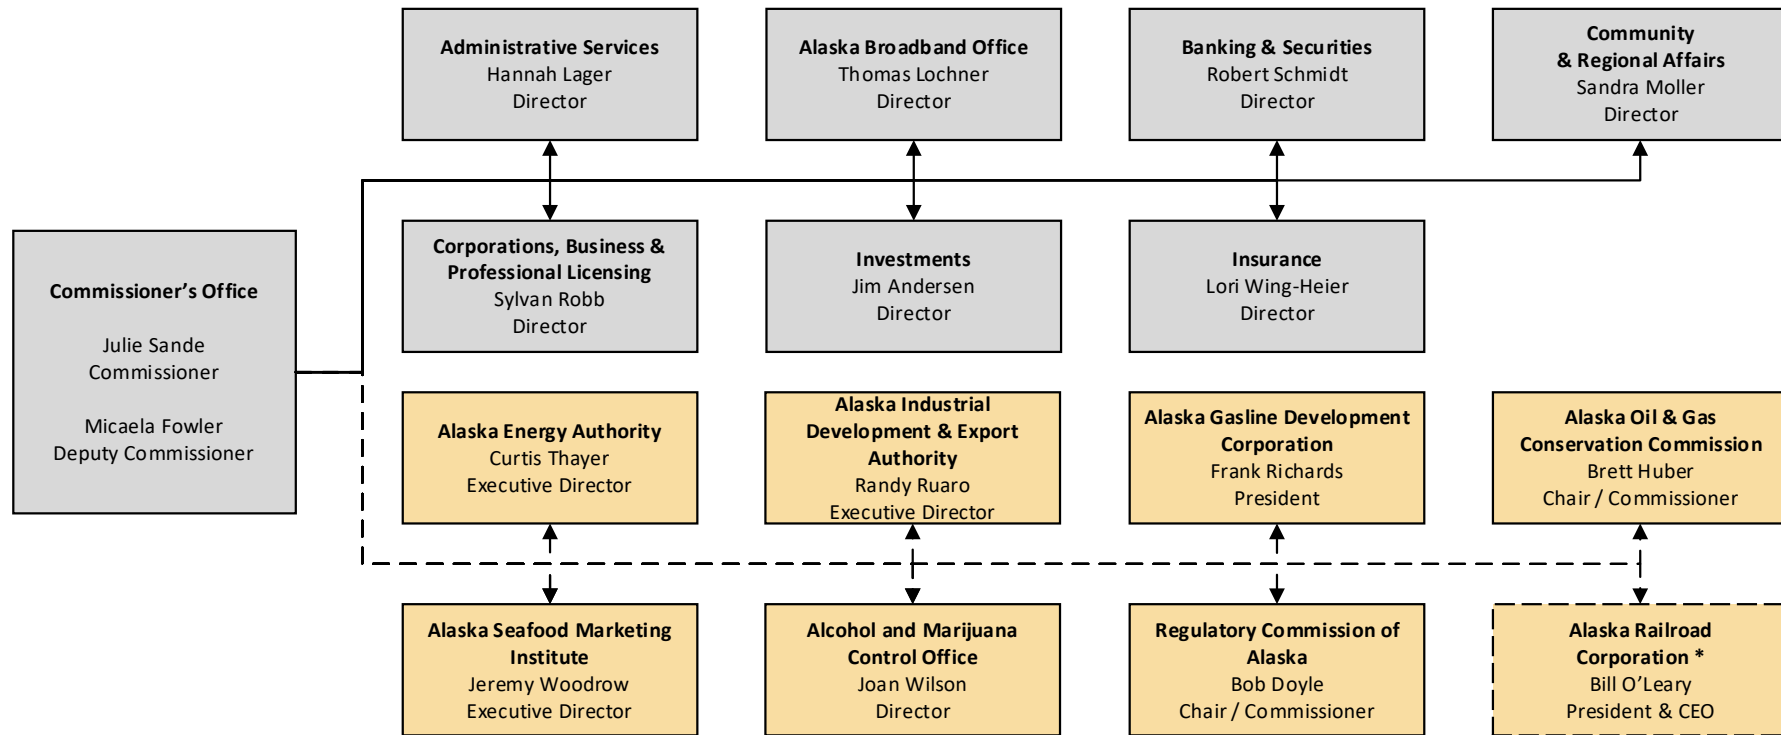 Administrative Services
Hannah Lager
Director
Alaska Broadband Office
Thomas Lochner
Director
Banking & Securities
Robert Schmidt
Director
Community
& Regional Affairs
Sandra Moller
Director
Commissioner’s Office
Julie Sande
Commissioner
Micaela Fowler
Deputy Commissioner
Corporations, Business &
Professional Licensing
Sylvan Robb
Director
Investments
Jim Andersen
Director
Insurance
Lori Wing-Heier
Director
Alaska Energy Authority
Curtis Thayer
Executive Director
Alaska Industrial
Development & Export
Authority
Randy Ruaro
Executive Director
Alaska Gasline Development
Corporation
Frank Richards
President
Alaska Oil & Gas
Conservation Commission
Brett Huber
Chair / Commissioner
Alaska Seafood Marketing
Institute
Jeremy Woodrow
Executive Director
Alcohol and Marijuana
Control Office
Joan Wilson
Director
Regulatory Commission of
Alaska
Bob Doyle
Chair / Commissioner
Alaska Railroad
Corporation *
Bill O’Leary
President & CEO